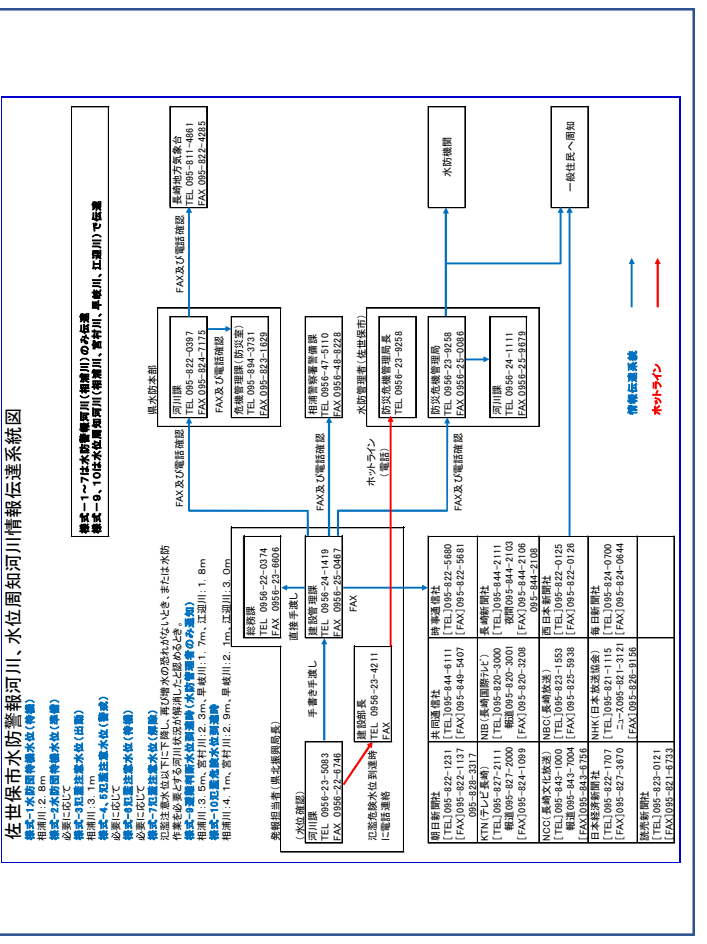 佐世保市水防警報河川、水位周知河川情報伝達系統図
様式-1水防団待機水位(待機)
相浦川:2.8m
様式-2水防団待機水位(準備)
必要に応じて
様式-3氾濫注意水位(出動)
相浦川:3.1m
様式-4,5氾濫注意水位(警戒)
必要に応じて
様式-6氾濫注意水位(待機)
必要に応じて
様式-7氾濫注意水位(解除)
氾濫注意水位以下に下降し、再び増水の恐れがないとき、または水防
作業を必要とする河川状況が解消したと認めるとき。
様式-9避難判断水位到達時(水防管理者のみ通知)
相浦川:3.5m、宮村川:2.3m、早岐川:1.7m、江迎川:1.8m
様式-10氾濫危険水位到達時
相浦川:4.1m、宮村川:2.9m、早岐川:2.1m、江迎川:3.0m
様式-1~7は水防警報河川(相浦川)のみ伝達
様式-9、10は水位周知河川(相浦川、宮村川、早岐川、江迎川)で伝達
発報担当者(県北振興局長)
(水位確認)
河川課
TEL 0956-23-5083
FAX 0956-22-6746
氾濫危険水位到達時
に電話連絡
手書き手渡し
建設部長
TEL 0956-23-4211
FAX
総務課
TEL 0956-22-0374
FAX 0956-23-6606
直接手渡し
建設管理課
TEL 0956-24-1419
FAX 0956-25-0467
FAX
FAX及び電話確認
FAX及び電話確認
ホットライン
(電話)
FAX及び電話確認
県水防本部
河川課
TEL 095-822-0397
FAX 095-824-7175
FAX及び電話確認
危機管理課(防災室)
TEL 095-894-3731
FAX 095-823-1629
相浦警察署警備課
TEL 0956-47-5110
FAX 0956-48-8228
水防管理者(佐世保市)
防災危機管理局長
TEL 0956-23-9258
防災危機管理局
TEL 0956-23-9258
FAX 0956-25-0086
河川課
TEL 0956-24-1111
FAX 0956-25-9679
FAX及び電話確認
長崎地方気象台
TEL 095-811-4861
FAX 095-822-4285
水防機関
一般住民へ周知
朝日新聞社
[TEL]095-822-1231
[FAX]095-822-1137
095-828-3317
共同通信社
[TEL]095-844-6111
[FAX]095-849-5407
時事通信社
[TEL]095-822-5680
[FAX]095-822-5681
KTN(テレビ長崎)
[TEL]095-827-2111
報道095-827-2000
[FAX]095-824-1099
NIB(長崎国際テレビ)
[TEL]095-820-3000
報道095-820-3001
[FAX]095-820-3208
長崎新聞社
[TEL]095-844-2111
夜間095-844-2103
[FAX]095-844-2106
095-844-2108
NCC(長崎文化放送)
[TEL]095-843-1000
報道095-843-7004
[FAX]095-843-6756
NBC(長崎放送)
[TEL]095-823-1553
[FAX]095-825-5938
西日本新聞社
[TEL]095-822-0125
[FAX]095-822-0126
日本経済新聞社
[TEL]095-822-1707
[FAX]095-827-3670
NHK(日本放送協会)
[TEL]095-821-1115
ニュース095-821-3121
[FAX]095-826-9156
毎日新聞社
[TEL]095-824-0700
[FAX]095-824-0644
読売新聞社
[TEL]095-823-0121
[FAX]095-821-6733
情報伝達系統
ホットライン